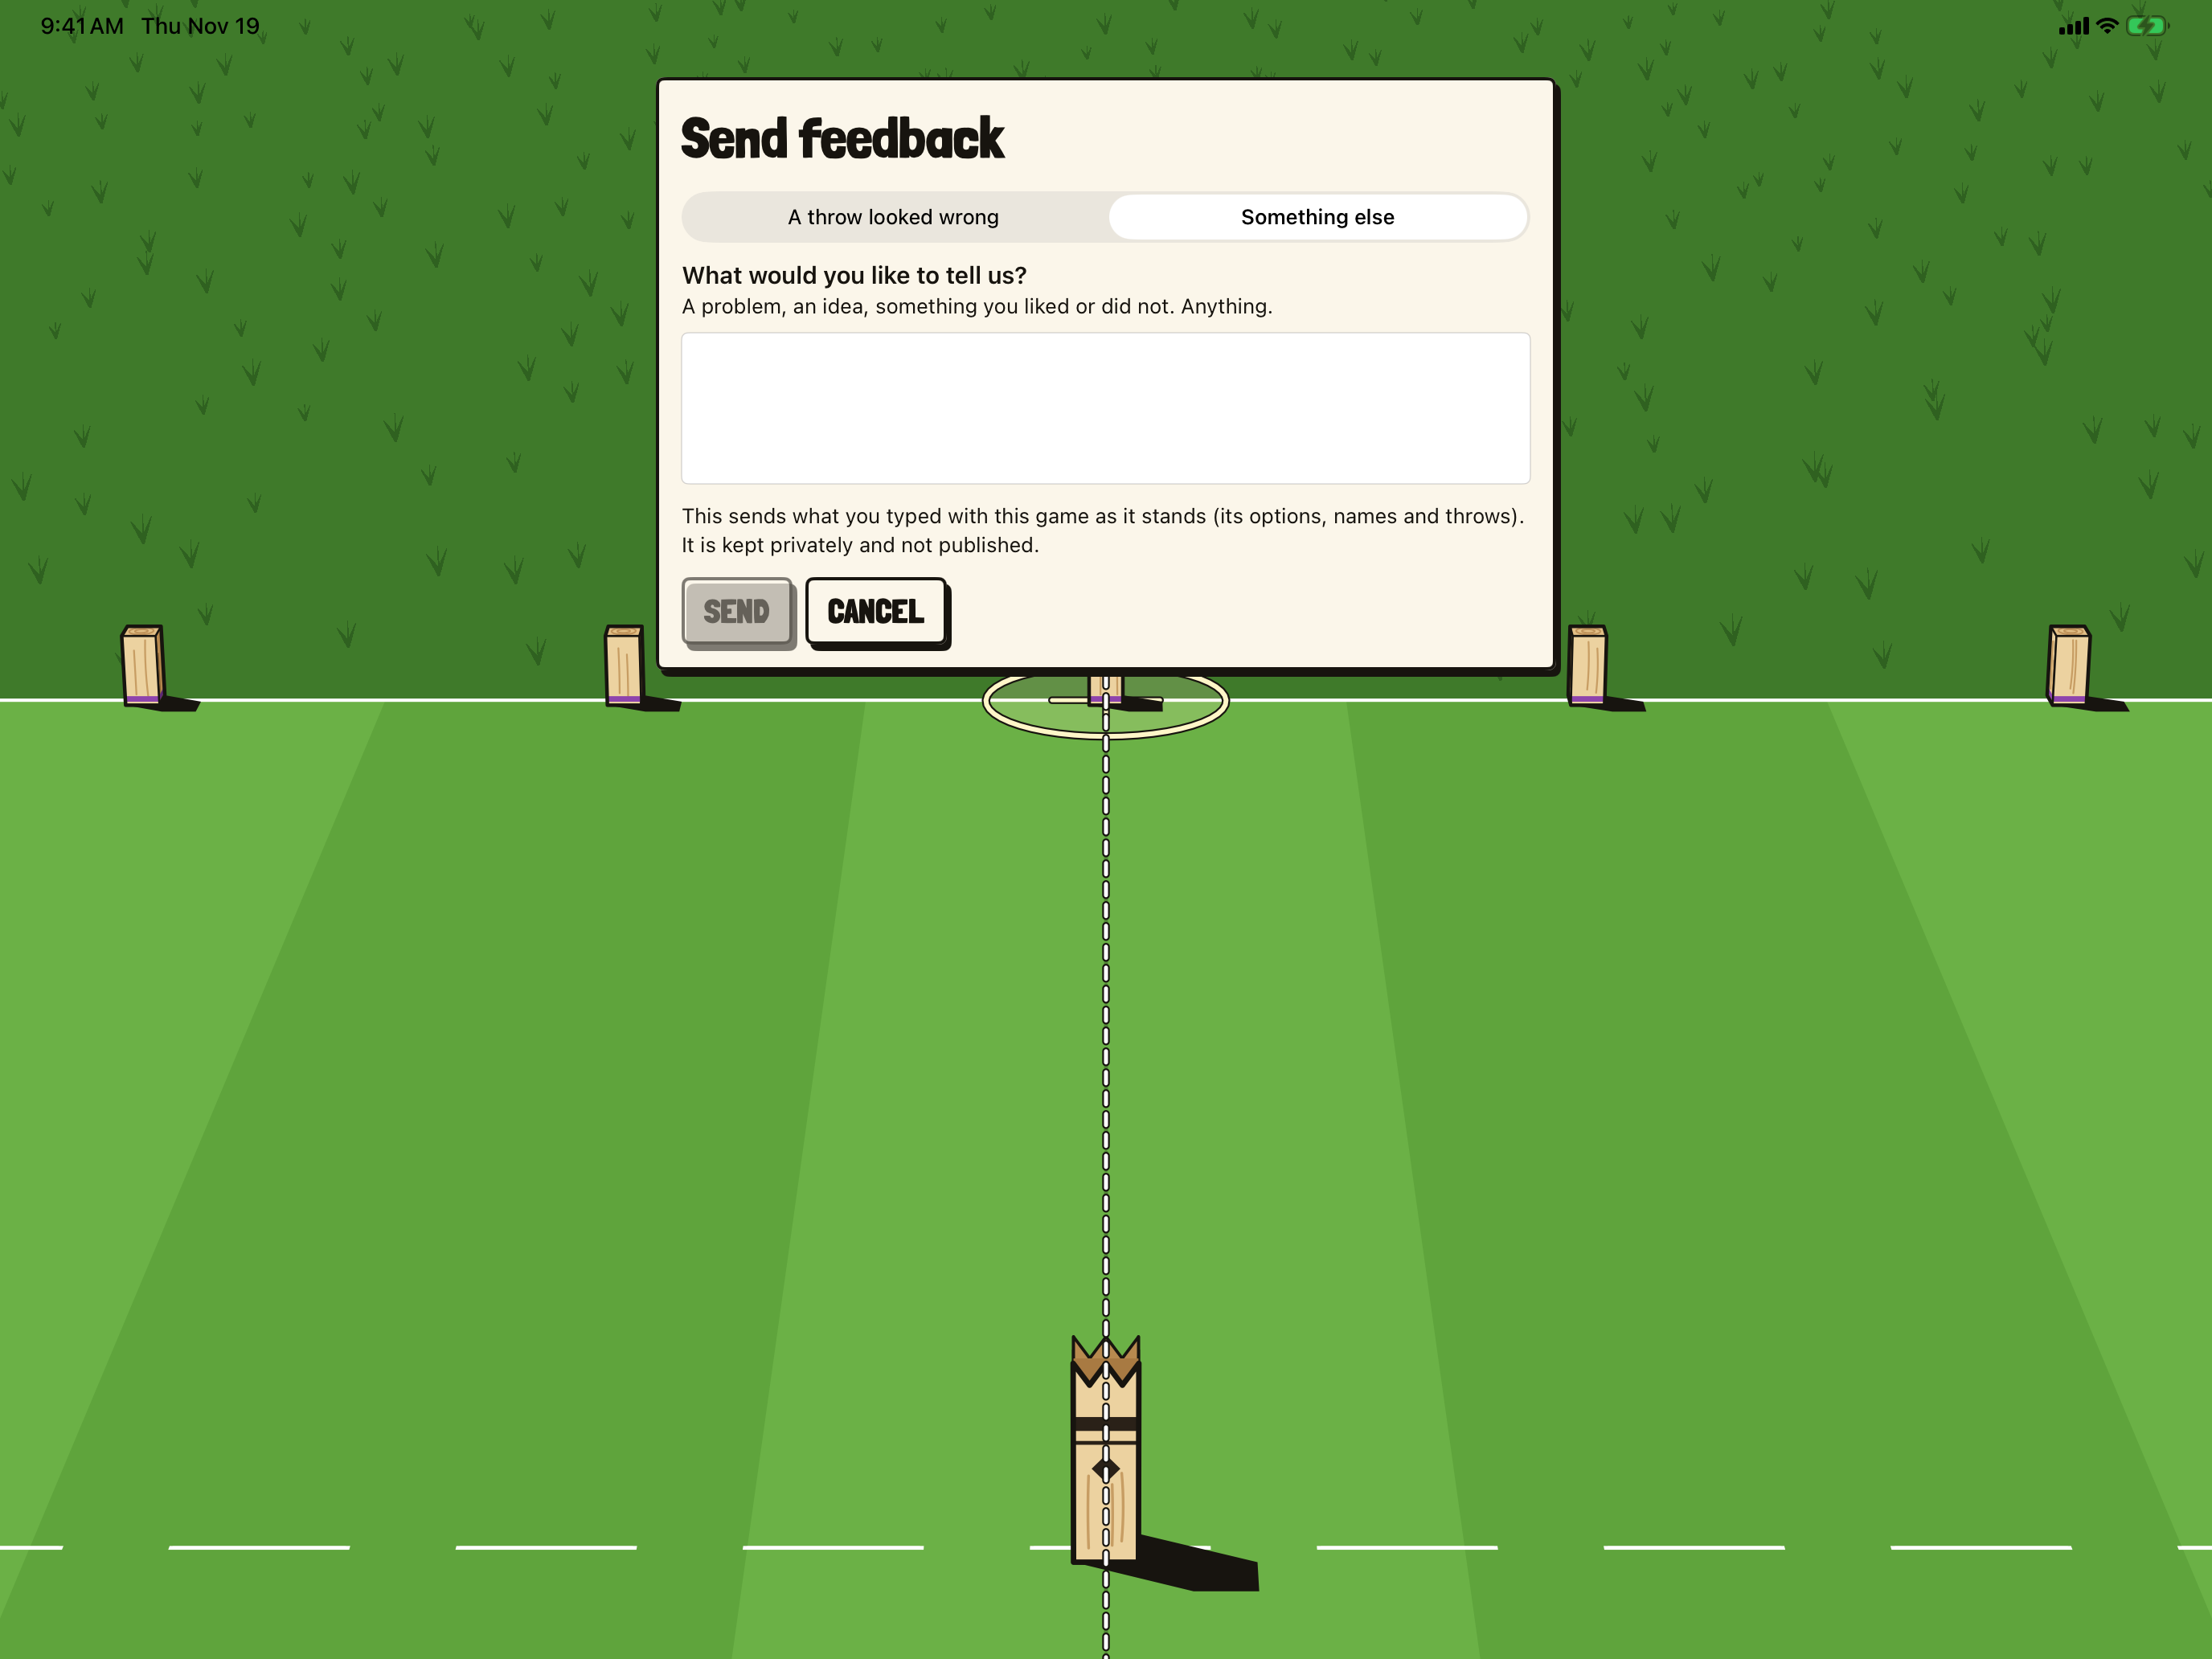 9:41 AM Thu Nov 19
Send feedback
A throw looked wrong
Something else
What would you like to tell us?
A problem, an idea, something you liked or did not. Anything.
This sends what you typed with this game as it stands (its options, names and throws).
It is kept privately and not published.
SEND
CANCEL